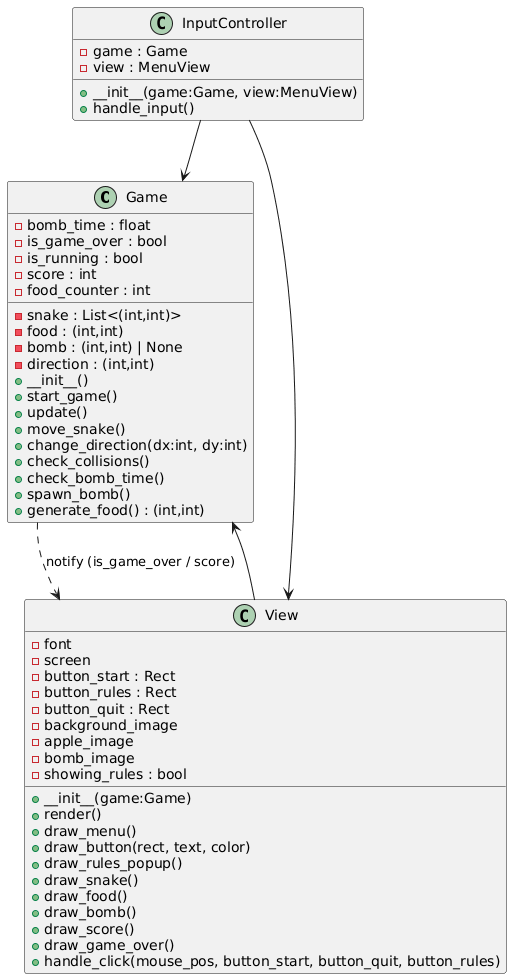 C InputController
game : Game
view : MenuView
__init__(game:Game, view:MenuView)
handle_input()
C Game
bomb_time : float
is_game_over : bool
is_running : bool
score : int
food_counter : int
snake : List<(int,int)>
food : (int,int)
bomb : (int,int) | None
direction : (int,int)
__init__()
start_game()
update()
move_snake()
change_direction(dx:int, dy:int)
check_collisions()
check_bomb_time()
spawn_bomb()
generate_food() : (int,int)
notify (is_game_over / score)
C View
font
screen
button_start : Rect
button_rules : Rect
button_quit : Rect
background_image
apple_image
bomb_image
showing_rules : bool
__init__(game:Game)
render()
draw_menu()
draw_button(rect, text, color)
draw_rules_popup()
draw_snake()
draw_food()
draw_bomb()
draw_score()
draw_game_over()
handle_click(mouse_pos, button_start, button_quit, button_rules)